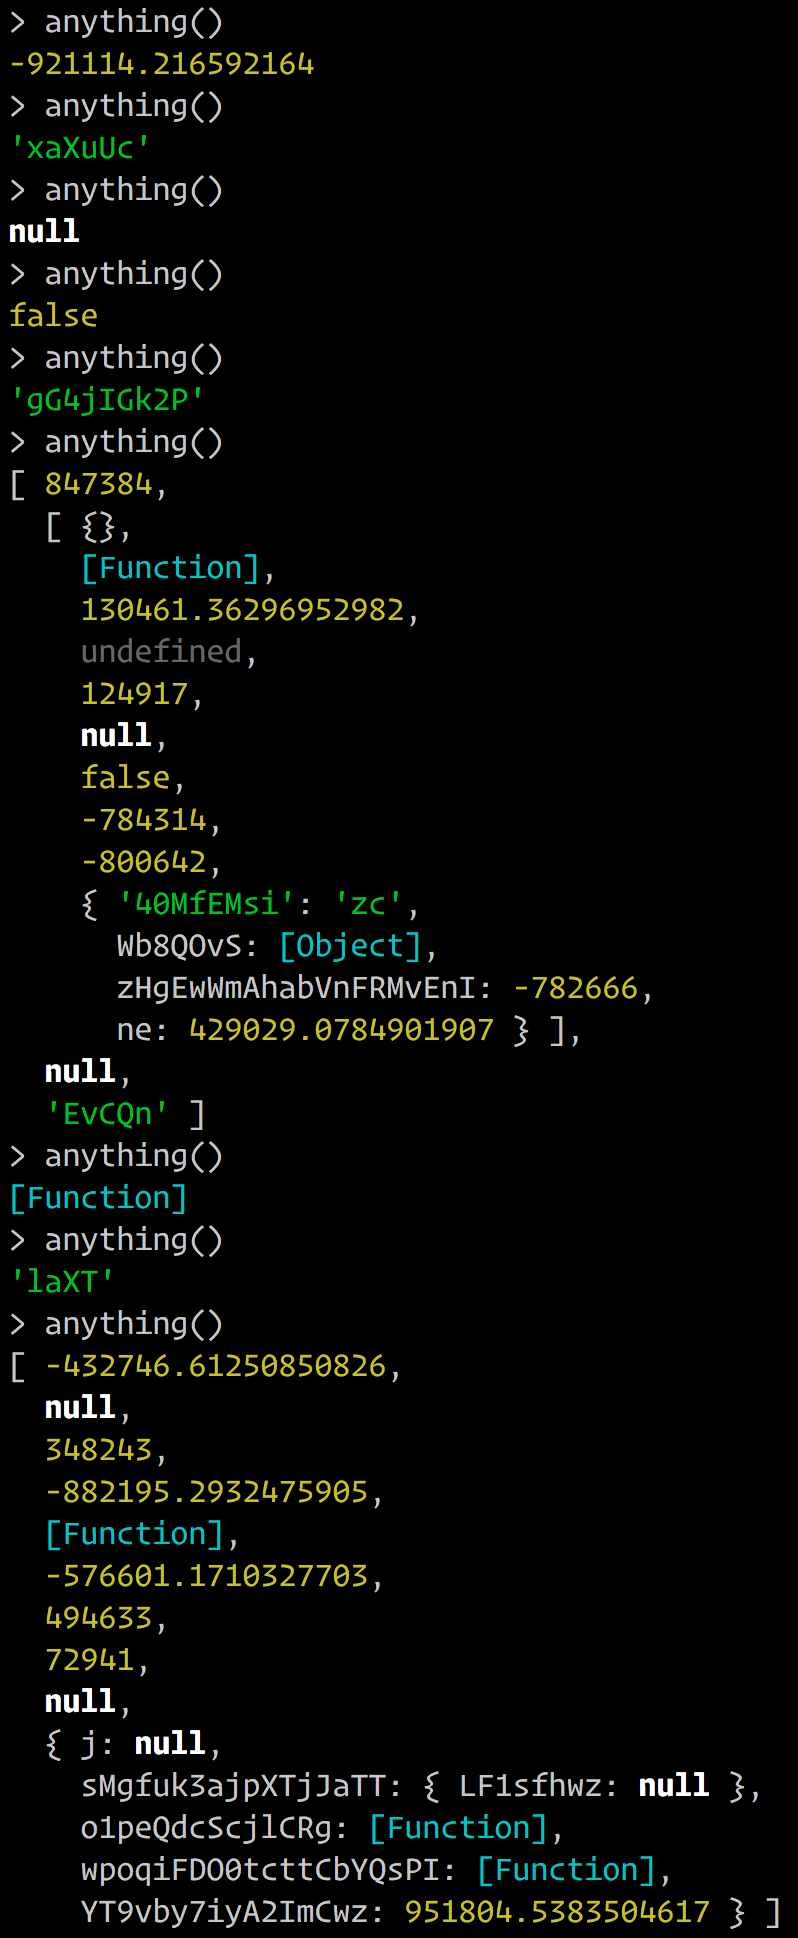 > anything()
-921114.216592164
> anything()
'xaXuUc'
> anything()
null
> anything()
false
> anything()
'gG4jIGk2P'
> anything()
[ 847384,
  [ {},
    [Function],
    130461.36296952982,
    undefined,
    124917,
    null,
    false,
    -784314,
    -800642,
    { '40MfEMsi': 'zc',
      Wb8QOvS: [Object],
      zHgEwWmAhabVnFRMvEnI: -782666,
      ne: 429029.0784901907 } ],
  null,
  'EvCQn' ]
> anything()
[Function]
> anything()
'laXT'
> anything()
[ -432746.61250850826,
  null,
  348243,
  -882195.2932475905,
  [Function],
  -576601.1710327703,
  494633,
  72941,
  null,
  { j: null,
    sMgfuk3ajpXTjJaTT: { LF1sfhwz: null },
    o1peQdcScjlCRg: [Function],
    wpoqiFDO0tcttCbYQsPI: [Function],
    YT9vby7iyA2ImCwz: 951804.5383504617 } ]